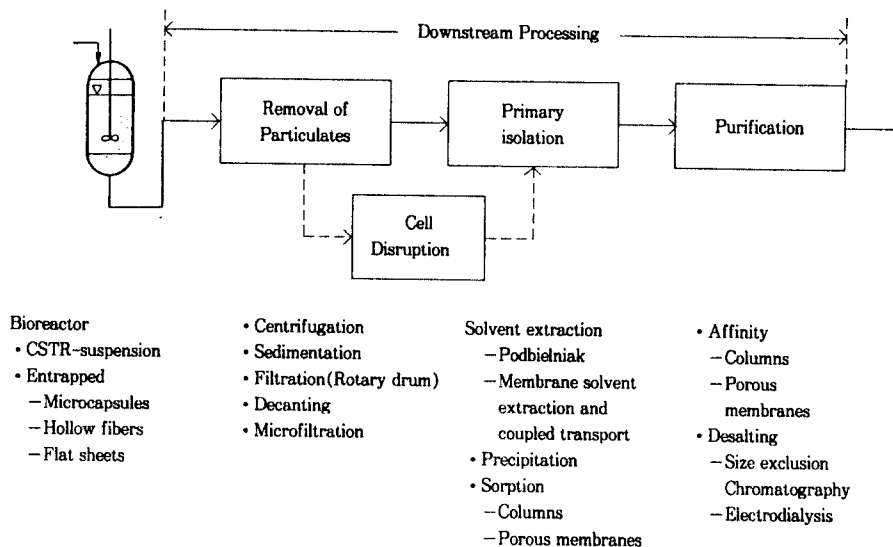 Downstream Processing
Removal of
Particulates
Primary
isolation
Purification
Cell
Disruption
Bioreactor
• CSTR-suspension
• Entrapped
—Microcapsules
—Hollow fibers
—Flat sheets
• Centrifugation
• Sedimentation
• Filtration(Rotary drum)
• Decanting
• Microfiltration
Solvent extraction
—Podbielniak
—Membrane solvent
extraction and
coupled transport
• Precipitation
• Sorption
—Columns
—Porous membranes
• Affinity
—Columns
—Porous
membranes
• Desalting
—Size exclusion
Chromatography
—Electrodialysis